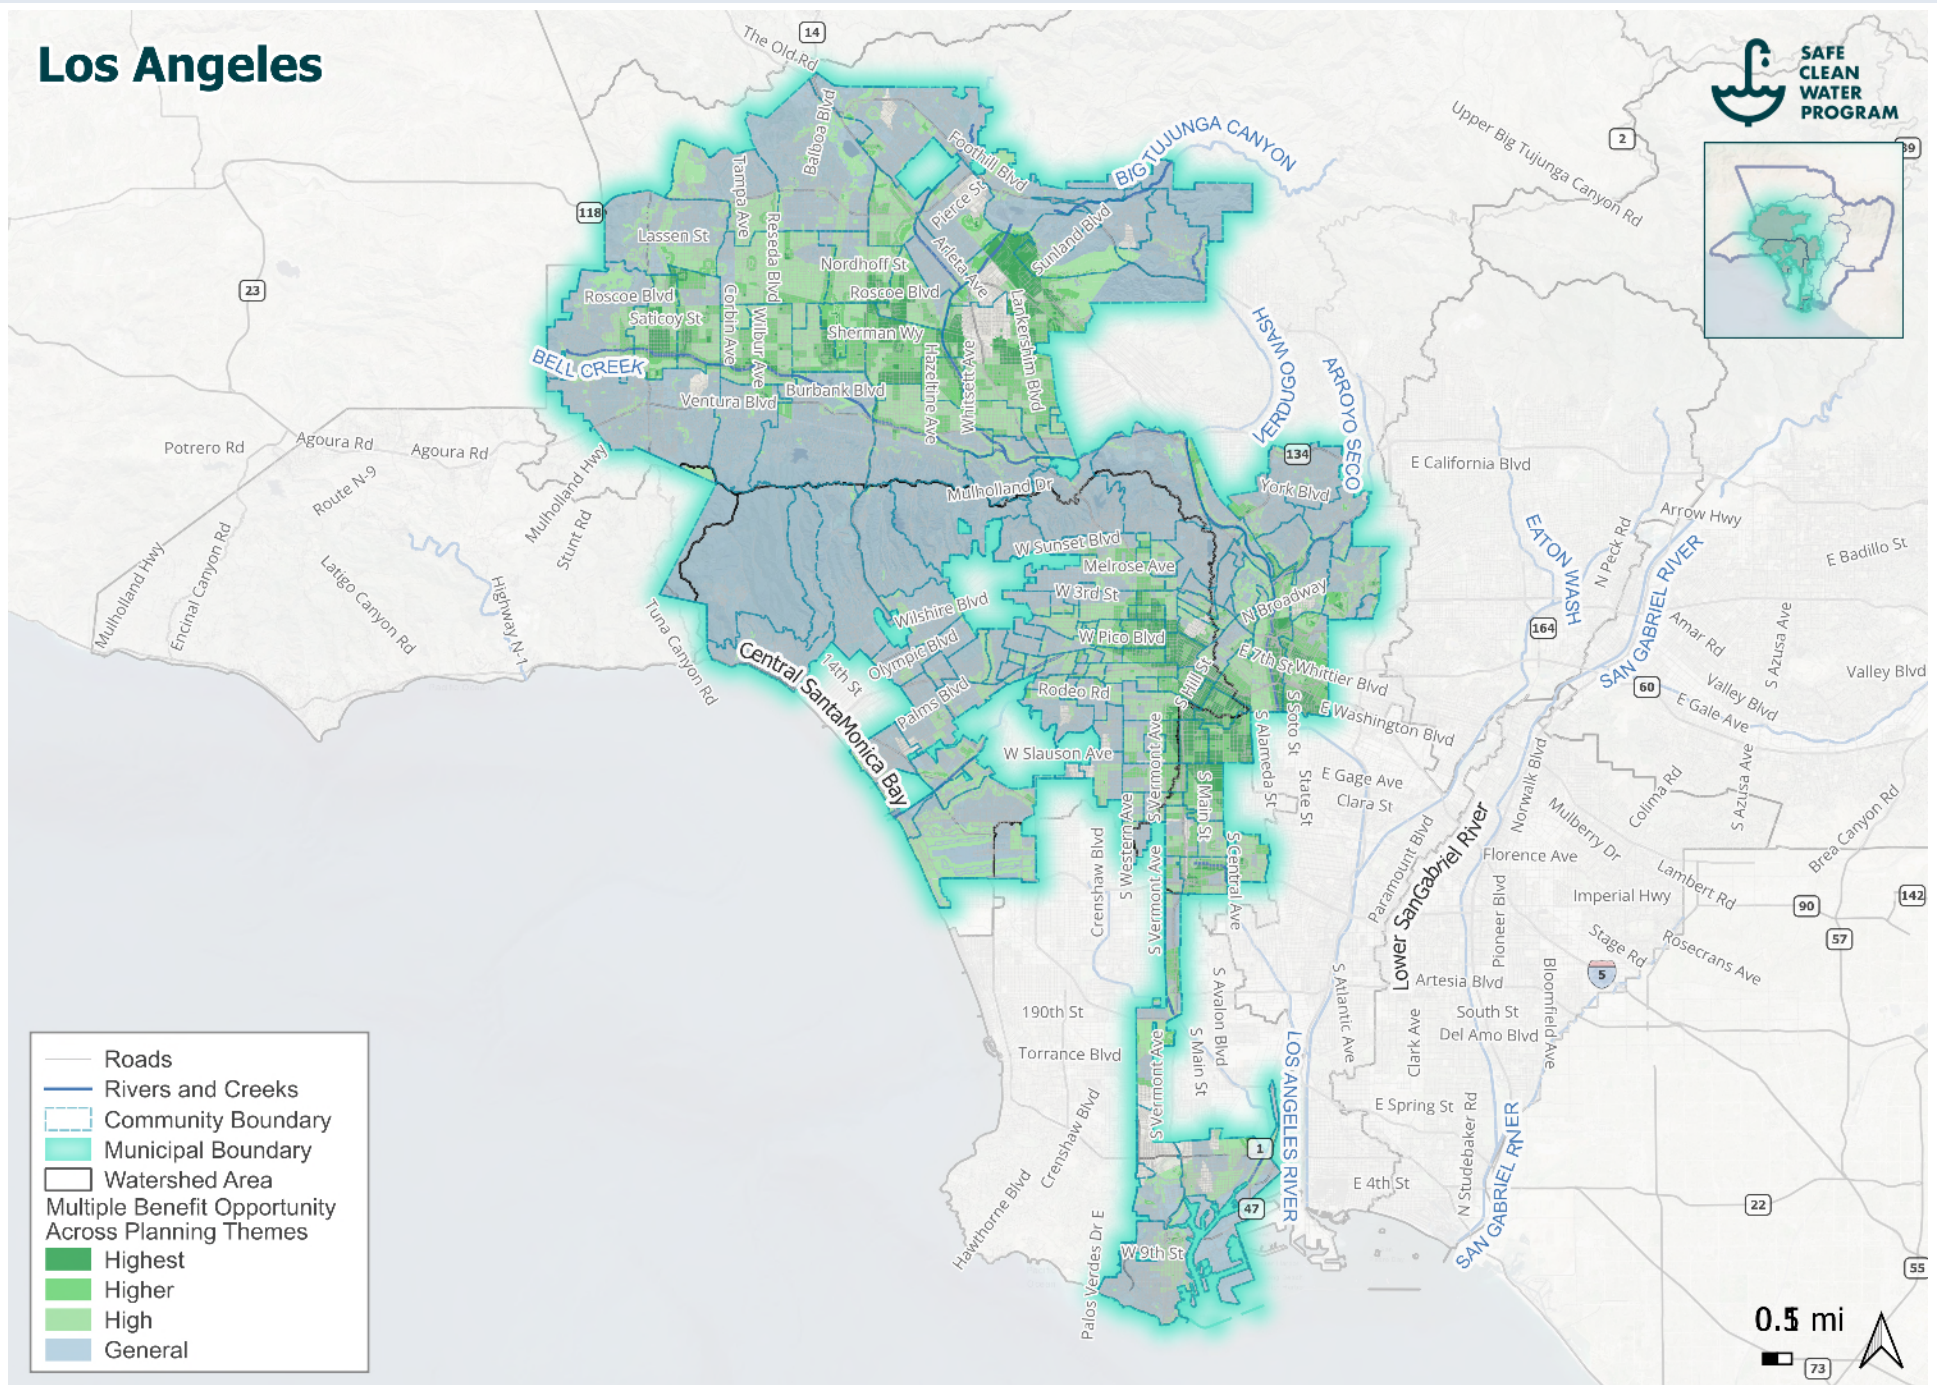 Los Angeles
SAFE
CLEAN
WATER
PROGRAM
14
The Old Rd
2
39
Upper Big Tujunga Canyon Rd
BIG TUJUNGA CANYON
Balboa Blvd
Foothill Blvd
Tampa Ave
Pierce St
118
Reseda Blvd
Lassen St
Sunland Blvd
Arleta Ave
Nordhoff St
23
Roscoe Blvd
Roscoe Blvd
Corbin Ave
Wilbur Ave
Saticoy St
Sherman Wy
Lankershim Blvd
Hazeltine Ave
Whitsett Ave
BELL CREEK
Burbank Blvd
Ventura Blvd
VERDUGO WASH
ARROYO SECO
Potrero Rd
Agoura Rd
Agoura Rd
134
E California Blvd
Route N-9
Mulholland Hwy
Mulholland Dr
York Blvd
Arrow Hwy
Stunt Rd
W Sunset Blvd
EATON WASH
N Peck Rd
E Badillo St
Mulholland Hwy
Encinal Canyon Rd
Latigo Canyon Rd
Highway N-1
Melrose Ave
W 3rd St
SAN GABRIEL RIVER
Tuna Canyon Rd
Wilshire Blvd
N Broadway
164
Amar Rd
S Azusa Ave
Central SantaMonica Bay
14th St
Olympic Blvd
W Pico Blvd
E 7th St
Whittier Blvd
Valley Blvd
Valley Blvd
60
Palms Blvd
Rodeo Rd
S Hill St
E Gale Ave
S Soto St
E Washington Blvd
S Alameda St
W Slauson Ave
S Vermont Ave
S Main St
State St
E Gage Ave
Clara St
Norwalk Blvd
Colima Rd
S Azusa Ave
Mulberry Dr
Brea Canyon Rd
Crenshaw Blvd
S Western Ave
S Vermont Ave
S Central Ave
Paramount Blvd
Lower SanGabriel River
Florence Ave
Lambert Rd
Imperial Hwy
90
142
57
Pioneer Blvd
Stage Rd
Rosecrans Ave
5
S Avalon Blvd
S Atlantic Ave
Artesia Blvd
Bloomfield Ave
190th St
South St
Del Amo Blvd
Clark Ave
Torrance Blvd
S Vermont Ave
S Main St
LOS ANGELES RIVER
E Spring St
N Studebaker Rd
SAN GABRIEL RIVER
Crenshaw Blvd
Hawthorne Blvd
1
E 4th St
47
22
Palos Verdes Dr E
W 9th St
55
73
Roads
Rivers and Creeks
Community Boundary
Municipal Boundary
Watershed Area
Multiple Benefit Opportunity
Across Planning Themes
Highest
Higher
High
General
mi